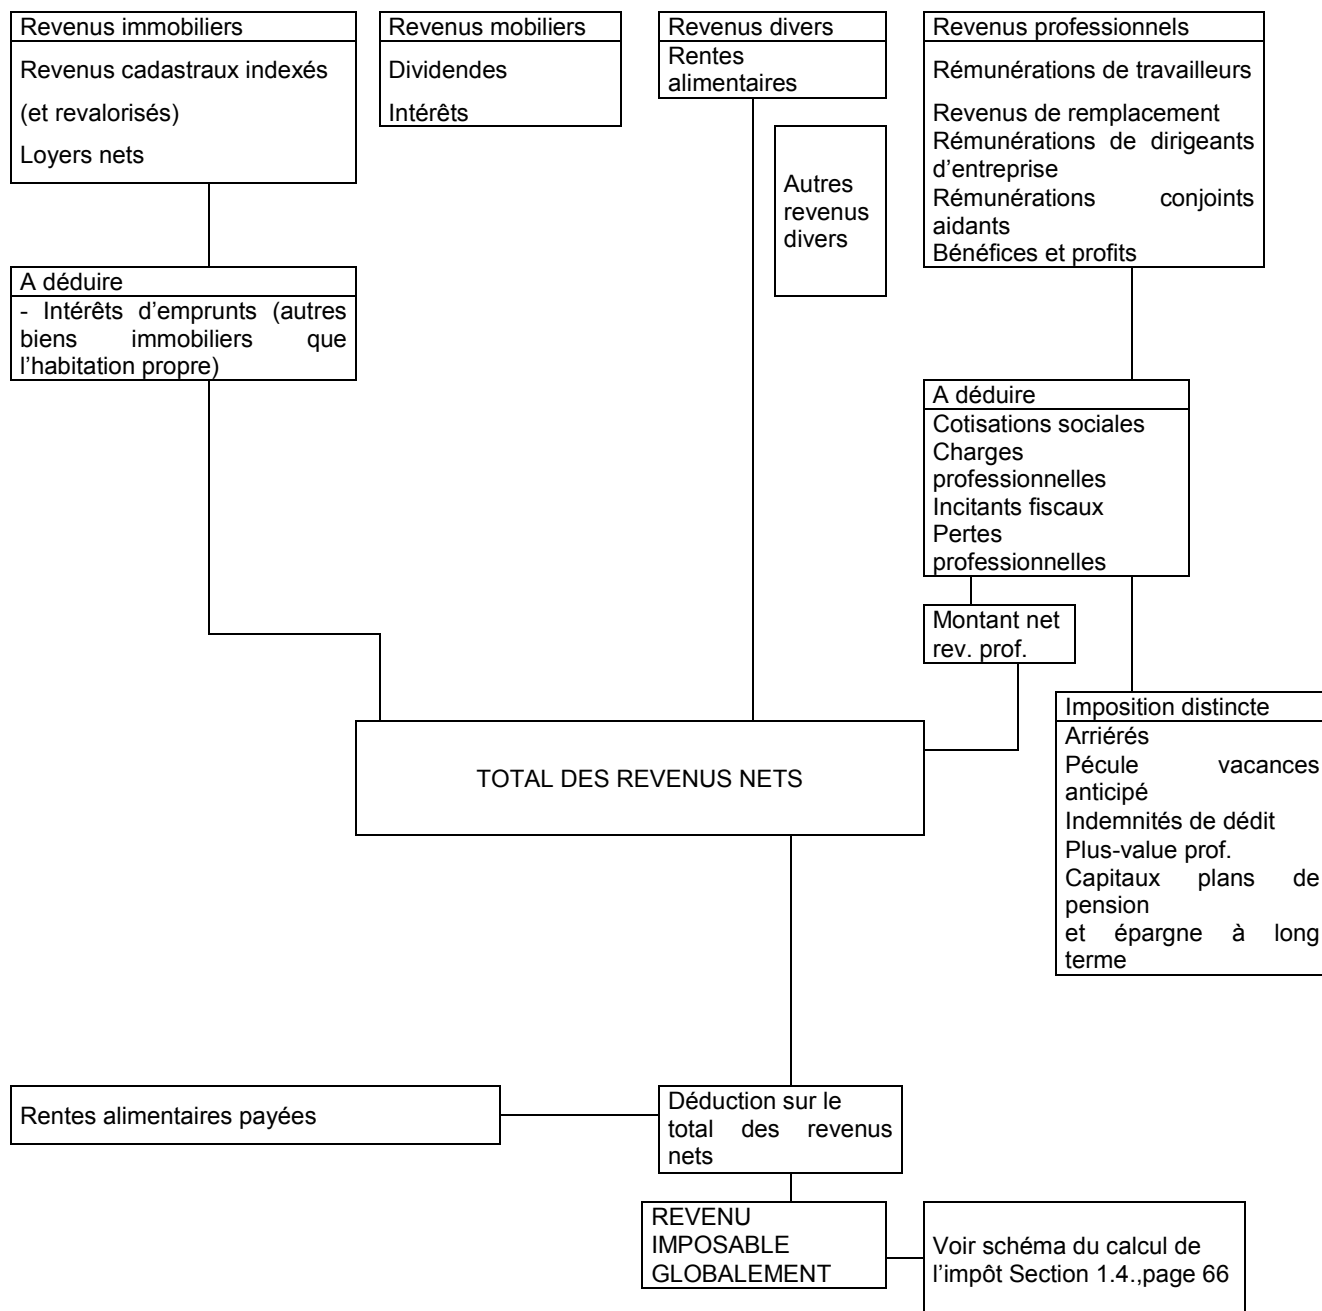 Revenus immobiliers
Revenus cadastraux indexés
(et revalorisés)
Loyers nets
Revenus mobiliers
Dividendes
Intérêts
Revenus divers
Rentes
alimentaires
Autres
revenus
divers
Revenus professionnels
Rémunérations de travailleurs
Revenus de remplacement
Rémunérations de dirigeants
d’entreprise
Rémunérations conjoints
aidants
Bénéfices et profits
A déduire
- Intérêts d’emprunts (autres
biens immobiliers que
l’habitation propre)
A déduire
Cotisations sociales
Charges
professionnelles
Incitants fiscaux
Pertes
professionnelles
Montant net
rev. prof.
Imposition distincte
Arriérés
Pécule vacances
anticipé
Indemnités de dédit
Plus-value prof.
Capitaux plans de
pension
et épargne à long
terme
TOTAL DES REVENUS NETS
Rentes alimentaires payées
Déduction sur le
total des revenus
nets
REVENU
IMPOSABLE
GLOBALEMENT
Voir schéma du calcul de
l’impôt Section 1.4.,page 66